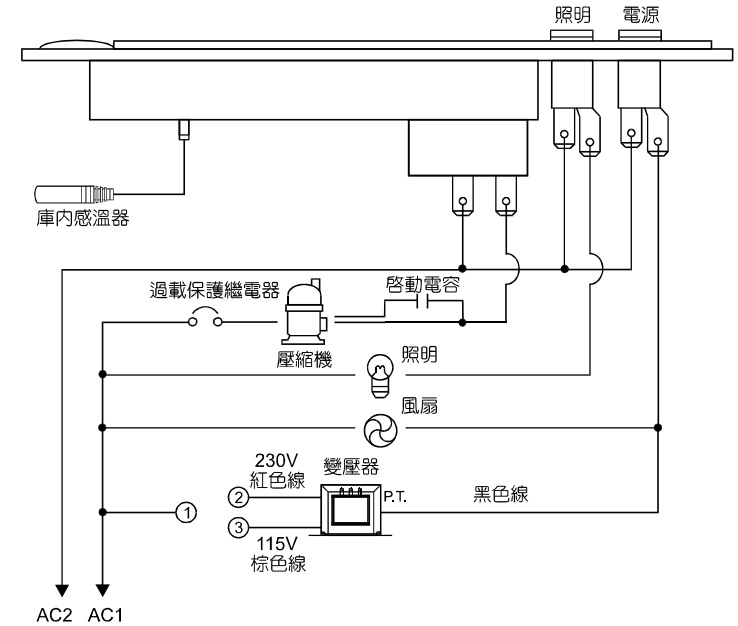 照明
電源
庫内感溫器
過載保護繼電器
啓動電容
壓縮機
照明
風扇
230V
紅色線
變壓器
2
P.T.
黑色線
1
3
115V
棕色線
AC2
AC1